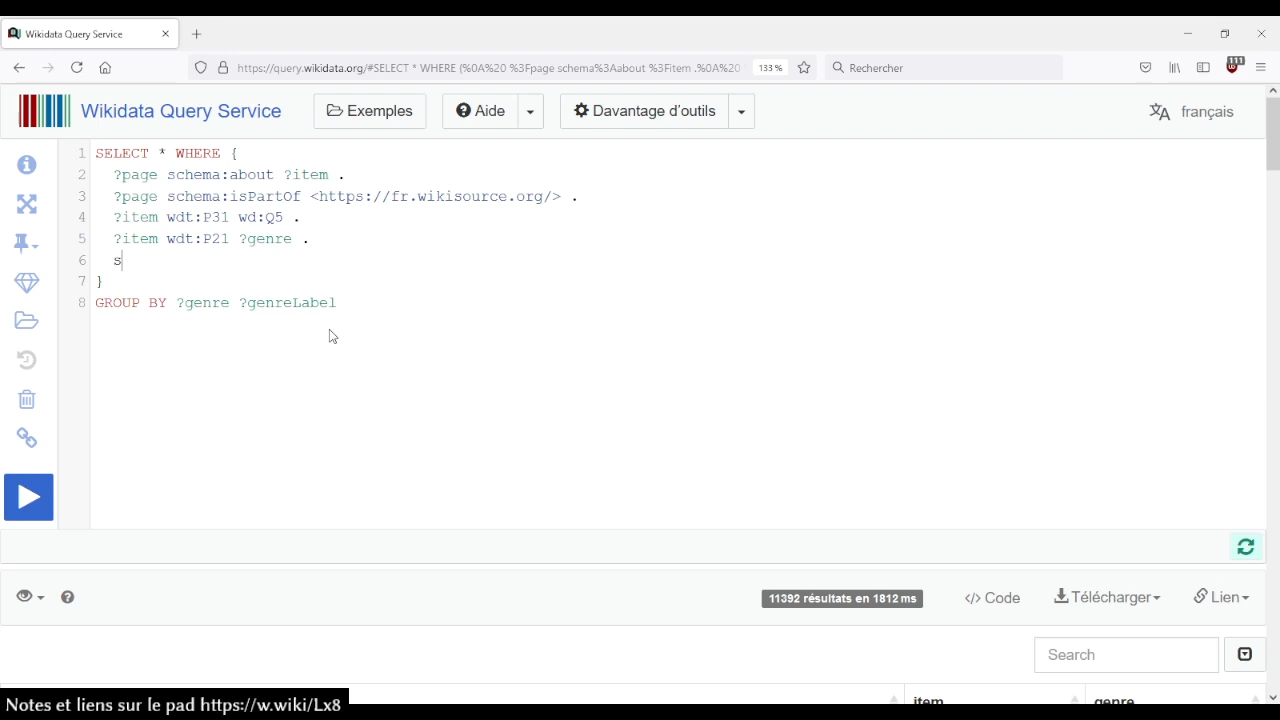 Wikidata Query Service
https://query.wikidata.org/#SELECT * WHERE {%0A%20 %3Fpage schema%3Aabout %3Fitem .%0A%20
133 %
Rechercher
111
Wikidata Query Service
Exemples
Aide
Davantage d'outils
français
1 SELECT * WHERE {
2 ?page schema:about ?item .
3 ?page schema:isPartOf <https://fr.wikisource.org/> .
4 ?item wdt:P31 wd:Q5 .
5 ?item wdt:P21 ?genre .
6 s
7 }
8 GROUP BY ?genre ?genreLabel
11392 résultats en 1812 ms
</> Code
Télécharger
Lien
Search
item
genre
Notes et liens sur le pad https://w.wiki/Lx8